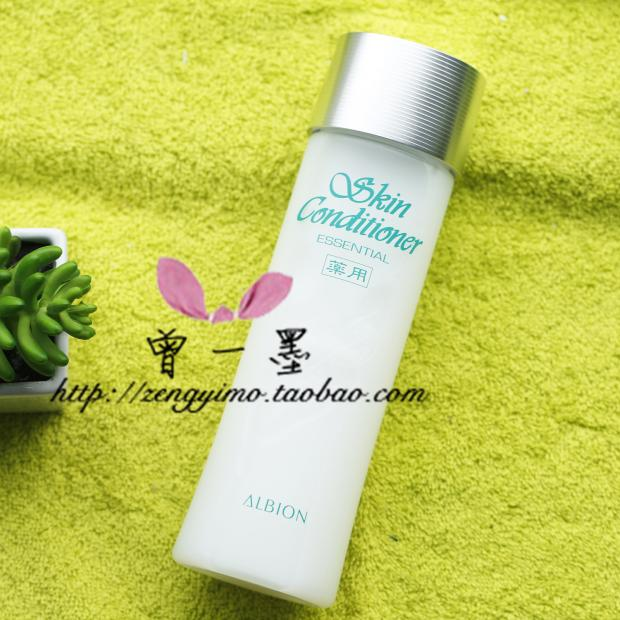 Skin
Conditioner
ESSENTIAL
薬用
曾一墨
http://zengyimo.taobao.com
ALBION